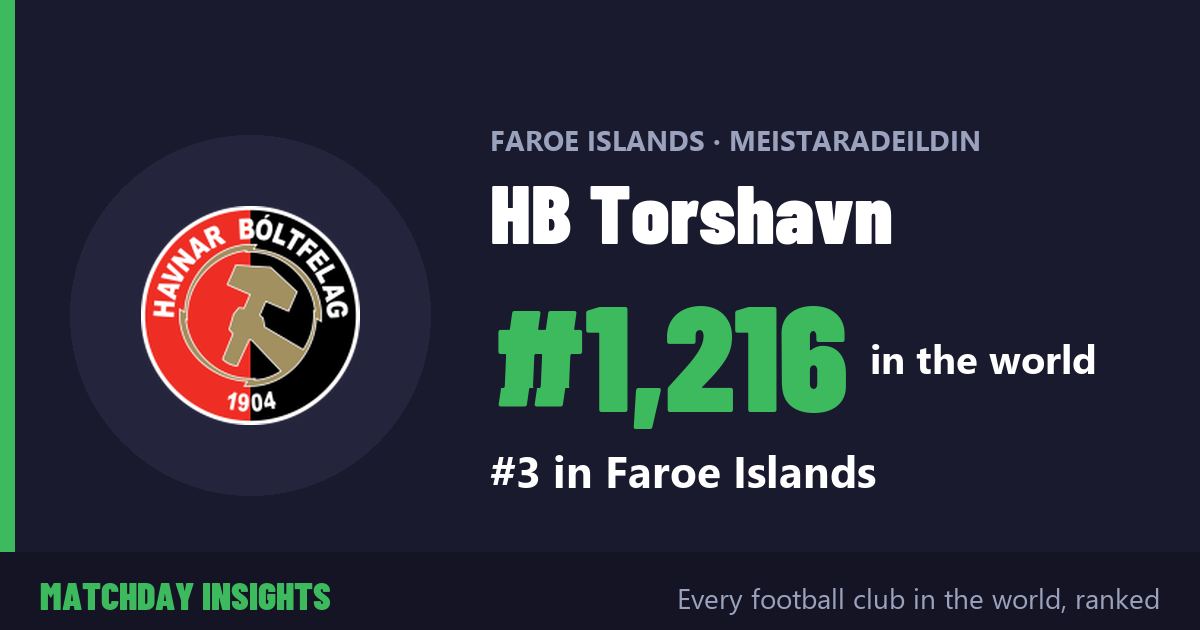 HAVNAR BÓLTFELAG
1904
FAROE ISLANDS · MEISTARADEILDIN
HB Torshavn
#1,216 in the world
#3 in Faroe Islands
MATCHDAY INSIGHTS
Every football club in the world, ranked